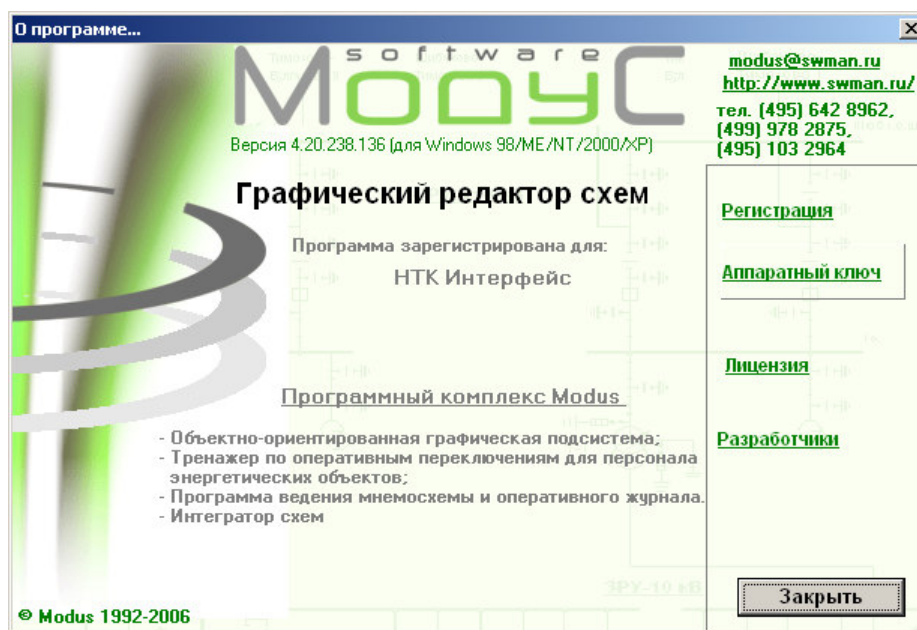 О программе...
software
МОДУС
modus@swman.ru
http://www.swman.ru/
тел. (495) 642 8962,
(499) 978 2875,
(495) 103 2964
Версия 4.20.238.136 (для Windows 98/ME/NT/2000/XP)
Графический редактор схем
Программа зарегистрирована для:
НТК Интерфейс
Регистрация
Аппаратный ключ
Лицензия
Разработчики
Программный комплекс Modus
- Объектно-ориентированная графическая подсистема;
- Тренажер по оперативным переключениям для персонала
энергетических объектов;
- Программа ведения мнемосхемы и оперативного журнала.
- Интегратор схем
ЗРУ-10 кВ
Закрыть
© Modus 1992-2006